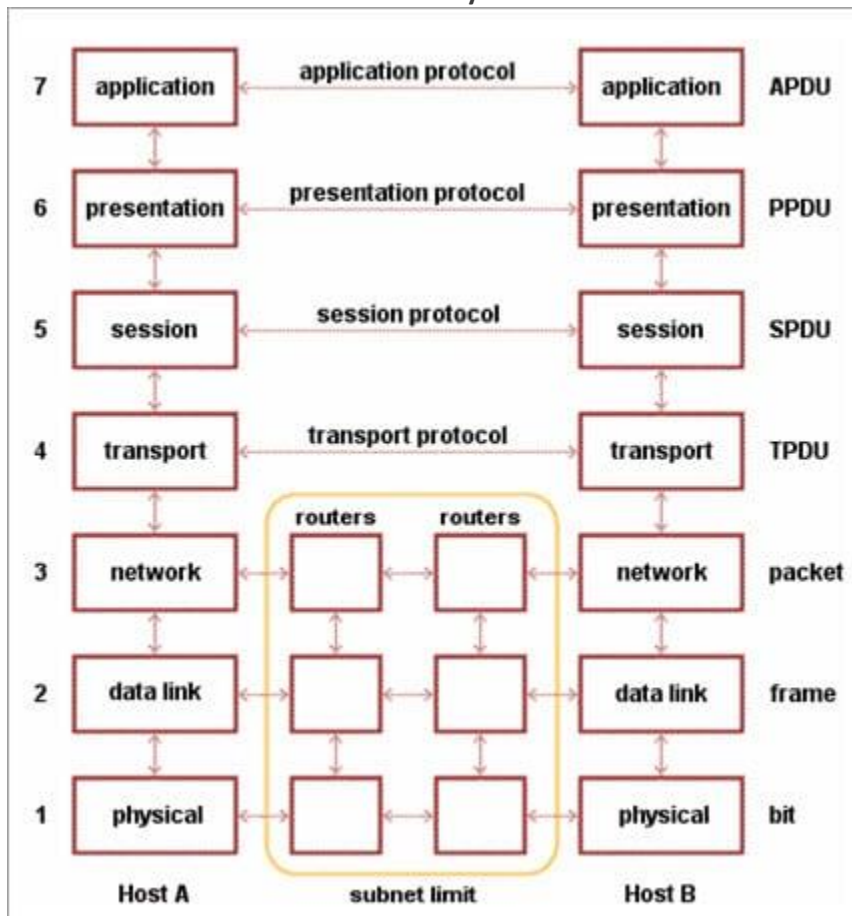 7 application application protocol application APDU
6 presentation presentation protocol presentation PPDU
5 session session protocol session SPDU
4 transport transport protocol transport TPDU
routers routers
3 network network packet
2 data link data link frame
1 physical physical bit
Host A subnet limit Host B